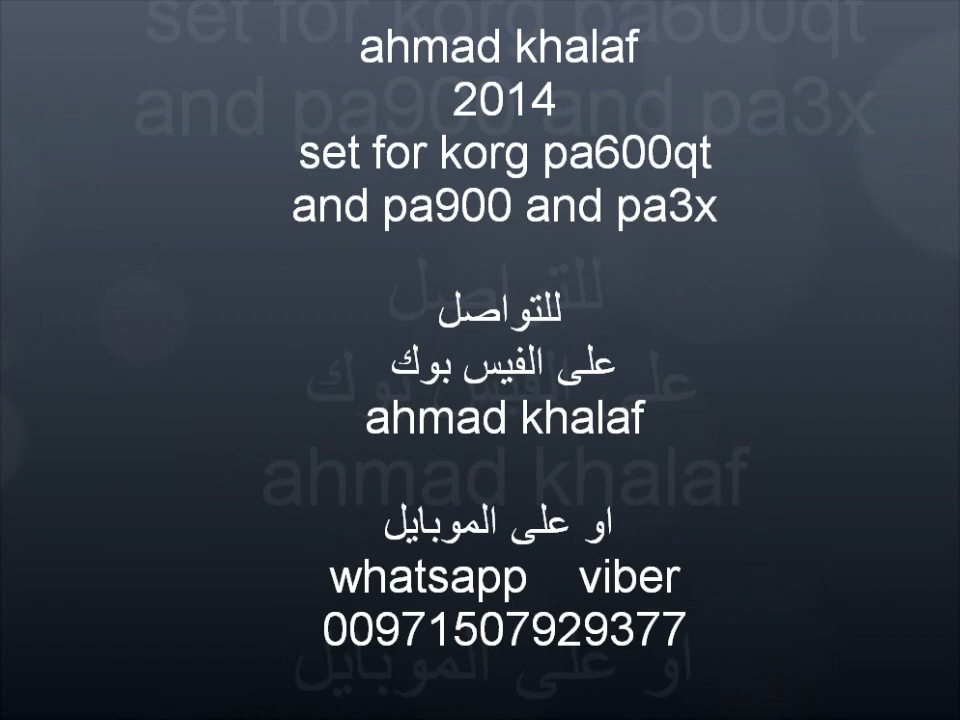 ahmad khalaf
2014
set for korg pa600qt
and pa900 and pa3x
للتواصل
على الفيس بوك
ahmad khalaf
او على الموبايل
whatsapp    viber
00971507929377